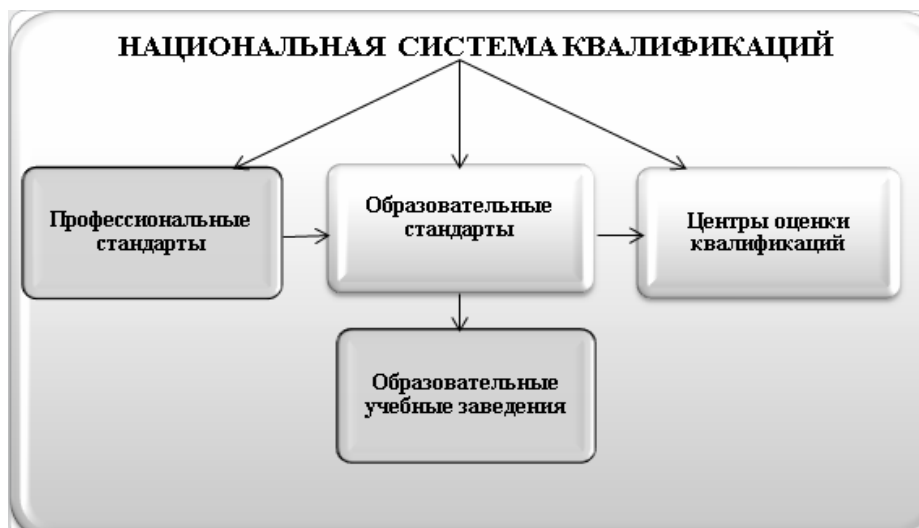 НАЦИОНАЛЬНАЯ СИСТЕМА КВАЛИФИКАЦИЙ
Профессиональные
стандарты
Образовательные
стандарты
Центры оценки
квалификаций
Образовательные
учебные заведения